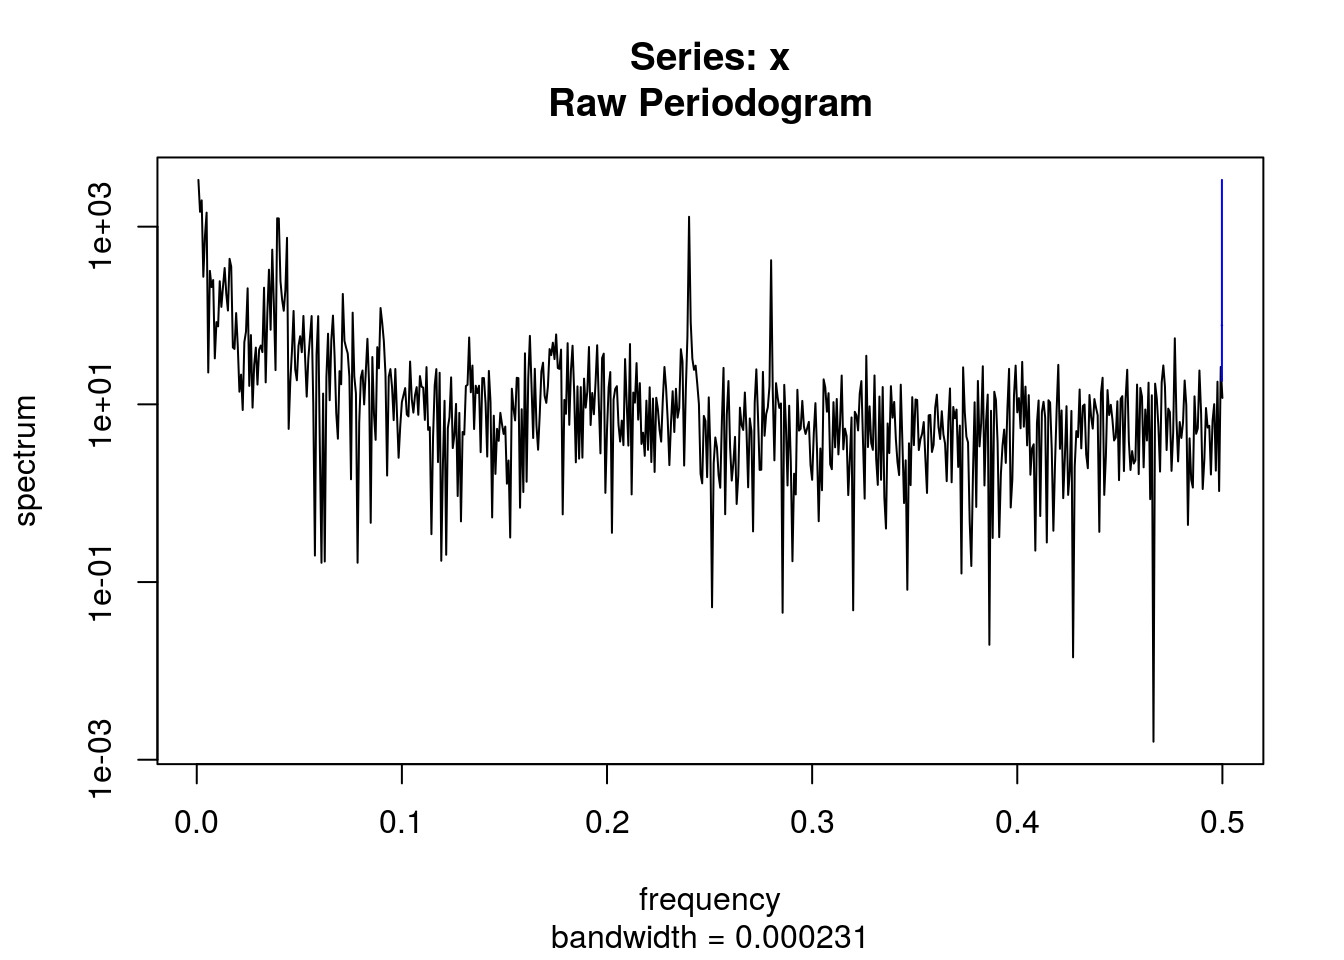 Series: x
Raw Periodogram
spectrum
1e+03
1e+01
1e-01
1e-03
0.0 0.1 0.2 0.3 0.4 0.5
frequency
bandwidth = 0.000231